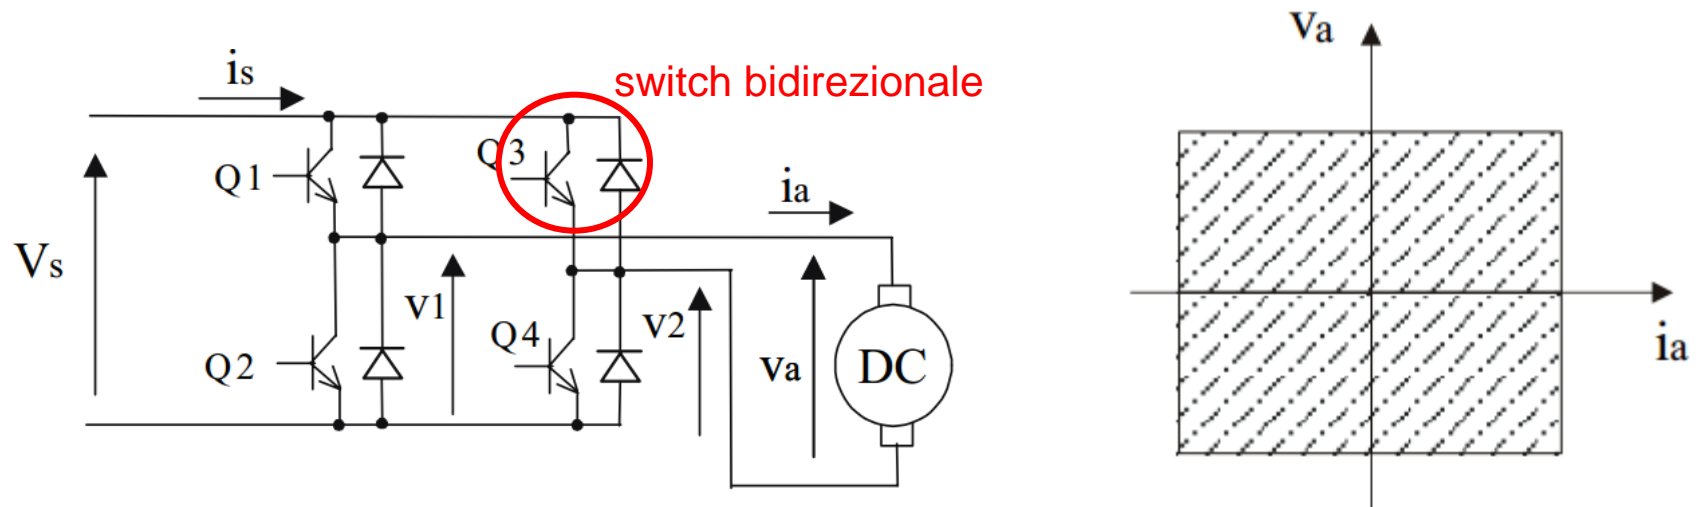 is
switch bidirezionale
Q1
Q3
ia
Vs
v1
v2
Q2
Q4
va
DC
va
ia